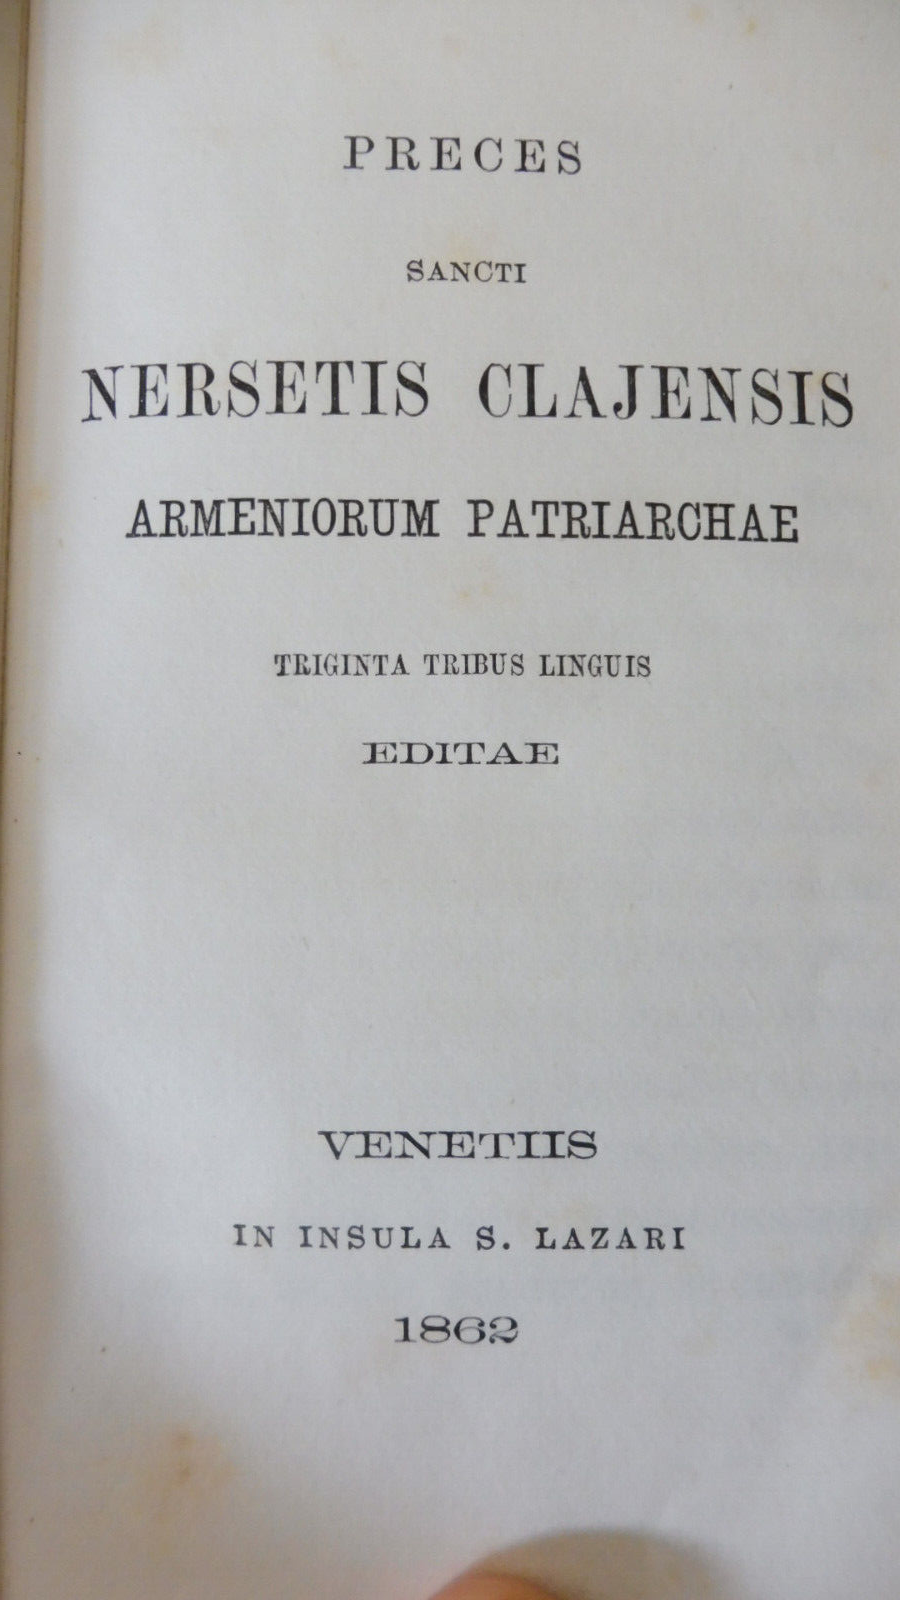 PRECES
SANCTI
NERSETIS CLAJENSIS
ARMENIORUM PATRIARCHAE
TRIGINTA TRIBUS LINGUIS
EDITAE
VENETIIS
IN INSULA S. LAZARI
1862